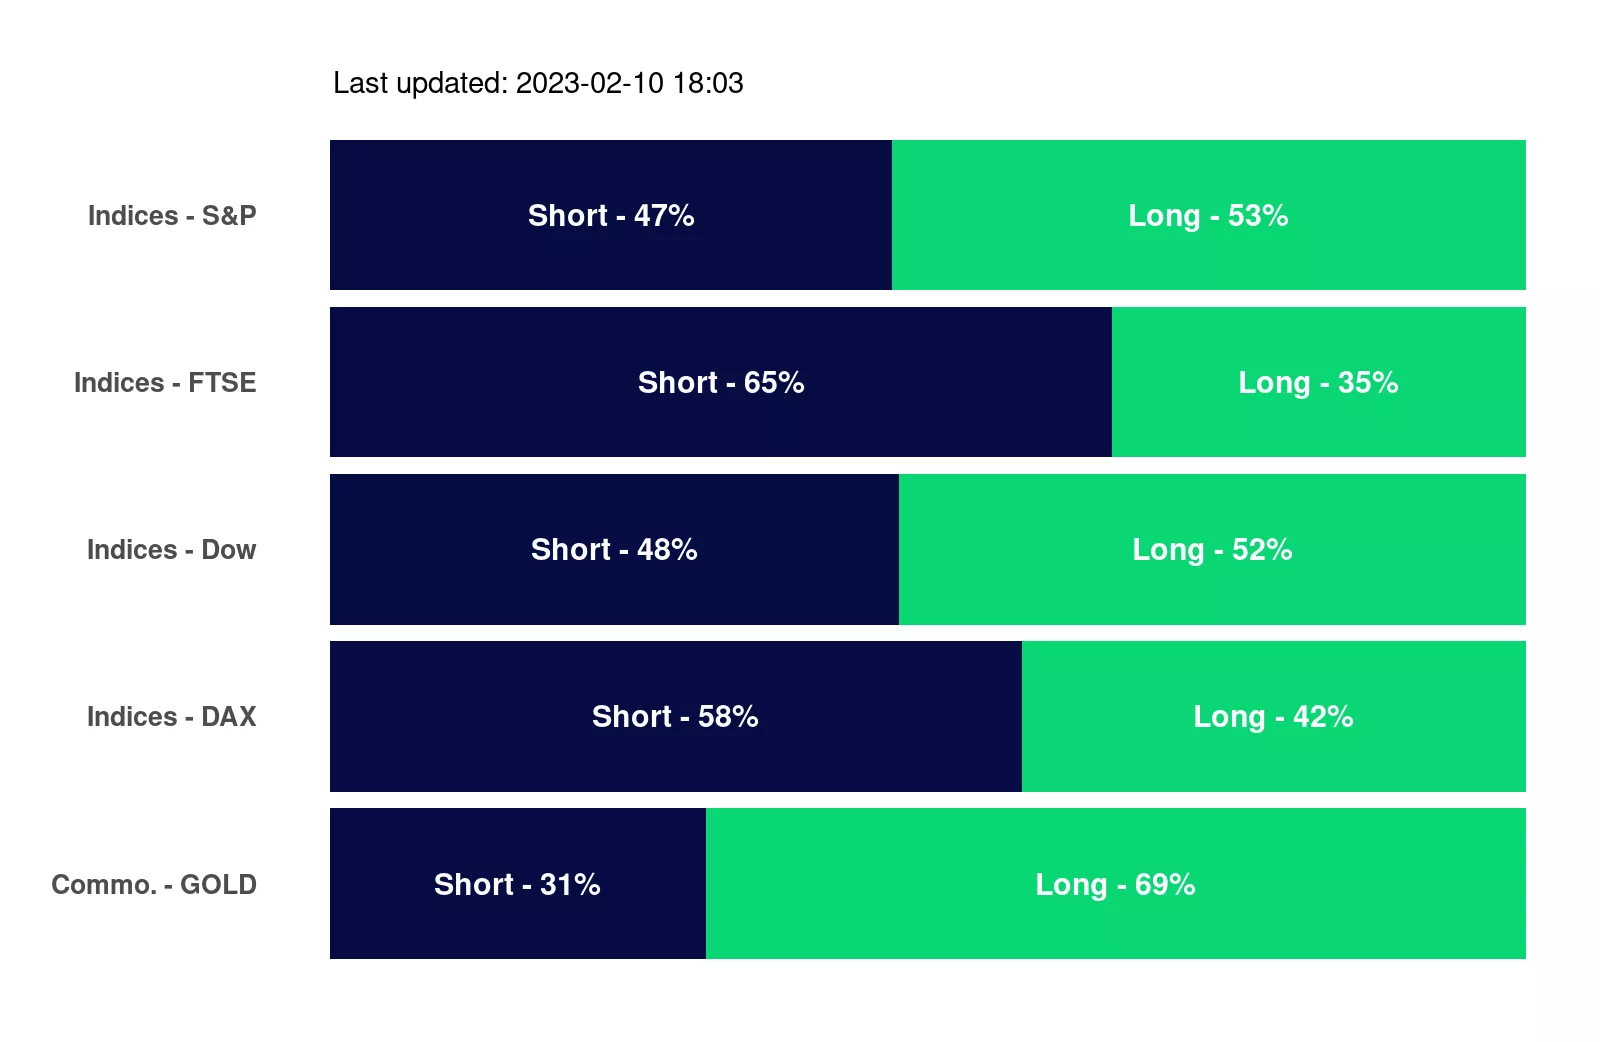 Last updated: 2023-02-10 18:03
Indices - S&P Short - 47% Long - 53%
Indices - FTSE Short - 65% Long - 35%
Indices - Dow Short - 48% Long - 52%
Indices - DAX Short - 58% Long - 42%
Commo. - GOLD Short - 31% Long - 69%